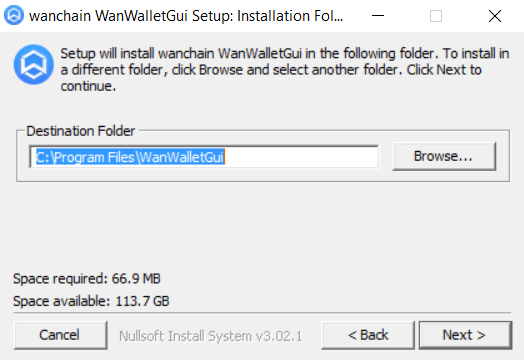 wanchain WanWalletGui Setup: Installation Fol...
Setup will install wanchain WanWalletGui in the following folder. To install in
a different folder, click Browse and select another folder. Click Next to
continue.
Destination Folder
C:\Program Files\WanWalletGui
Browse...
Space required: 66.9 MB
Space available: 113.7 GB
Cancel
Nullsoft Install System v3.02.1
< Back
Next >